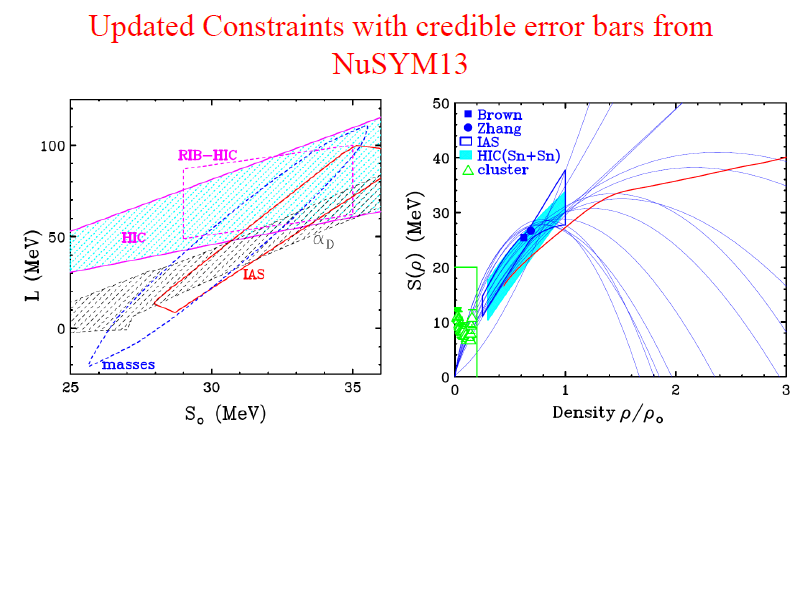 Updated Constraints with credible error bars from
NuSYM13
100
50
0
25
30
35
L (MeV)
S₀ (MeV)
RIB-HIC
HIC
α_D
IAS
masses
50
40
30
20
10
0
0
1
2
3
S(ρ) (MeV)
Density ρ/ρ₀
Brown
Zhang
IAS
HIC(Sn+Sn)
cluster